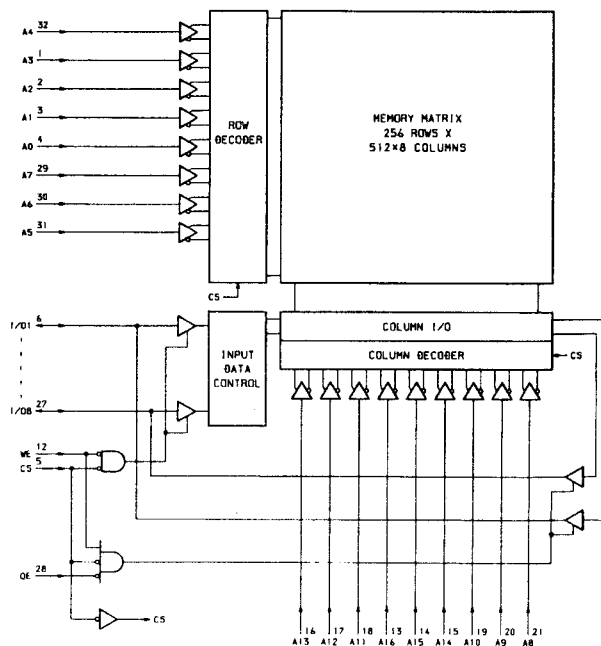 A4 32
A3 1
A2 2
A1 3
A0 4
A7 29
A6 30
A5 31
ROW
DECODER
MEMORY MATRIX
256 ROWS X
512*8 COLUMNS
CS
I/O1 6
I/O8 27
INPUT
DATA
CONTROL
COLUMN I/O
COLUMN DECODER
CS
WE 12
CS 5
OE 28
CS
A13 16
A12 17
A11 18
A16 13
A15 14
A14 15
A10 19
A9 20
A8 21